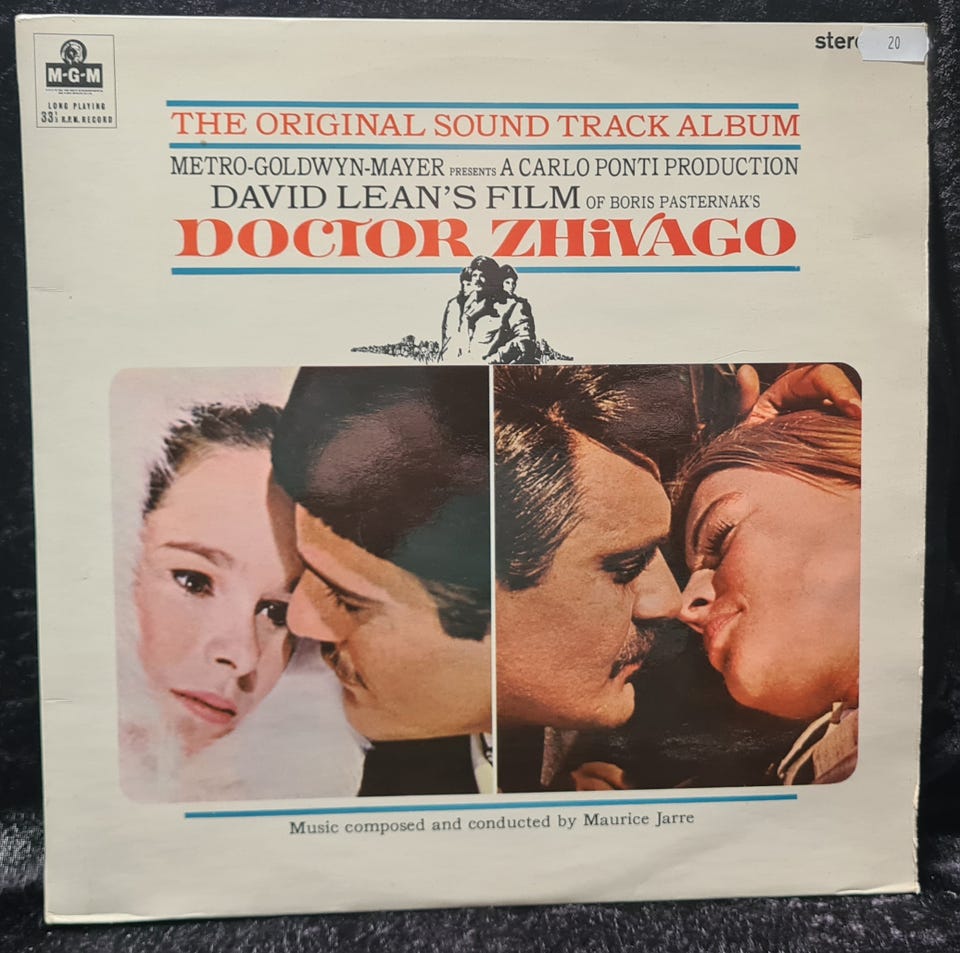 M-G-M
LONG PLAYING
33⅓ R.P.M. RECORD
20
THE ORIGINAL SOUND TRACK ALBUM
METRO-GOLDWYN-MAYER PRESENTS A CARLO PONTI PRODUCTION
DAVID LEAN'S FILM OF BORIS PASTERNAK'S
DOCTOR ZHiVAGO
Music composed and conducted by Maurice Jarre